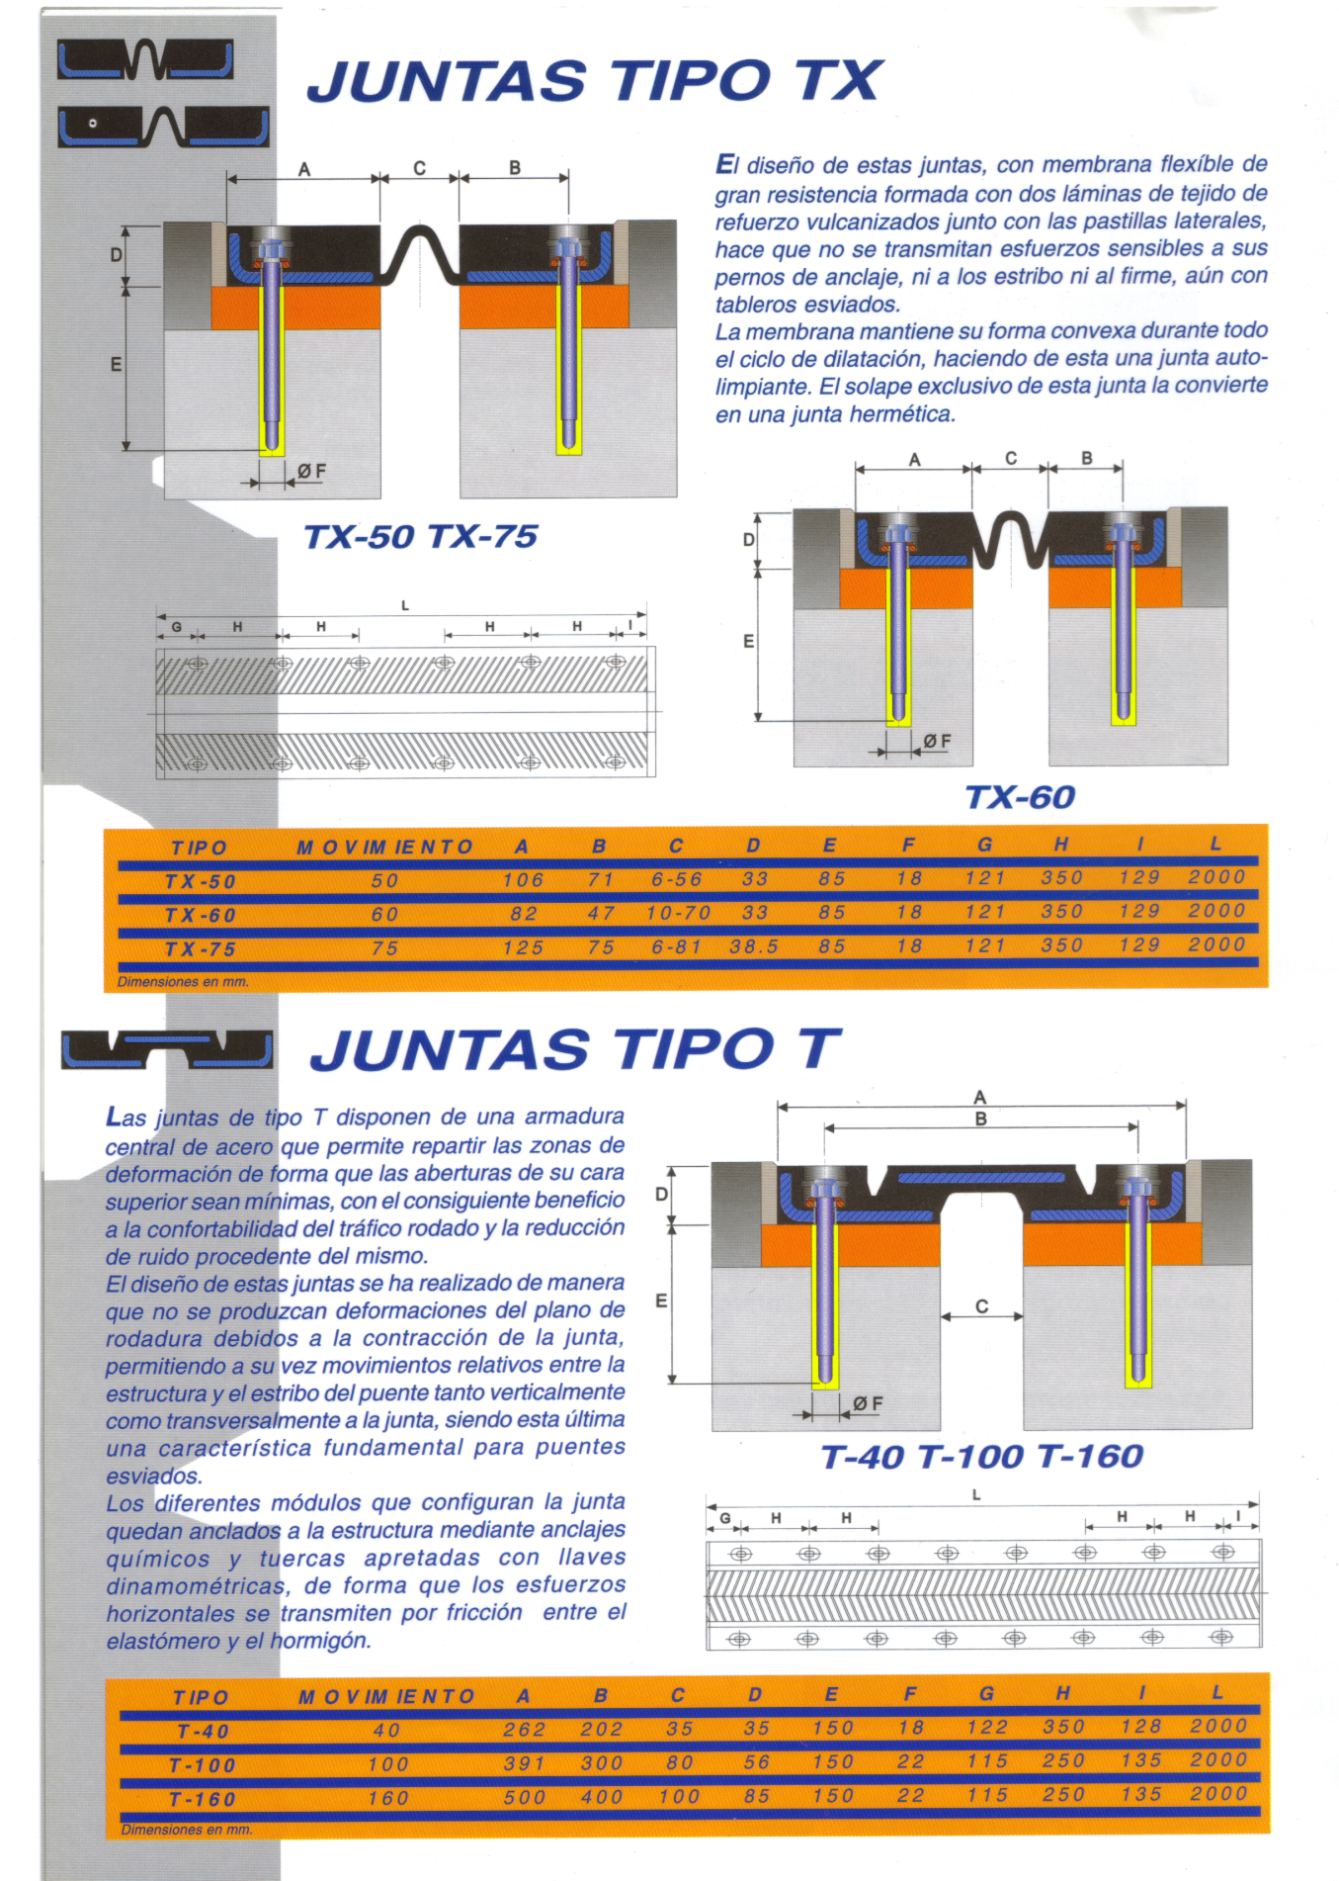 JUNTAS TIPO TX
A C B
D
E
Ø F
TX-50 TX-75
El diseño de estas juntas, con membrana flexíble de
gran resistencia formada con dos láminas de tejido de
refuerzo vulcanizados junto con las pastillas laterales,
hace que no se transmitan esfuerzos sensibles a sus
pernos de anclaje, ni a los estribo ni al firme, aún con
tableros esviados.
La membrana mantiene su forma convexa durante todo
el ciclo de dilatación, haciendo de esta una junta auto-
limpiante. El solape exclusivo de esta junta la convierte
en una junta hermética.
A C B
D
E
Ø F
TX-60
L
G H H H H I
TIPO MOVIMIENTO A B C D E F G H I L
TX-50 50 106 71 6-56 33 85 18 121 350 129 2000
TX-60 60 82 47 10-70 33 85 18 121 350 129 2000
TX-75 75 125 75 6-81 38.5 85 18 121 350 129 2000
Dimensiones en mm.
JUNTAS TIPO T
Las juntas de tipo T disponen de una armadura
central de acero que permite repartir las zonas de
deformación de forma que las aberturas de su cara
superior sean mínimas, con el consiguiente beneficio
a la confortabilidad del tráfico rodado y la reducción
de ruido procedente del mismo.
El diseño de estas juntas se ha realizado de manera
que no se produzcan deformaciones del plano de
rodadura debidos a la contracción de la junta,
permitiendo a su vez movimientos relativos entre la
estructura y el estribo del puente tanto verticalmente
como transversalmente a la junta, siendo esta última
una característica fundamental para puentes
esviados.
Los diferentes módulos que configuran la junta
quedan anclados a la estructura mediante anclajes
químicos y tuercas apretadas con llaves
dinamométricas, de forma que los esfuerzos
horizontales se transmiten por fricción entre el
elastómero y el hormigón.
A
B
D
E
C
Ø F
T-40 T-100 T-160
L
G H H H H I
TIPO MOVIMIENTO A B C D E F G H I L
T-40 40 262 202 35 35 150 18 122 350 128 2000
T-100 100 391 300 80 56 150 22 115 250 135 2000
T-160 160 500 400 100 85 150 22 115 250 135 2000
Dimensiones en mm.